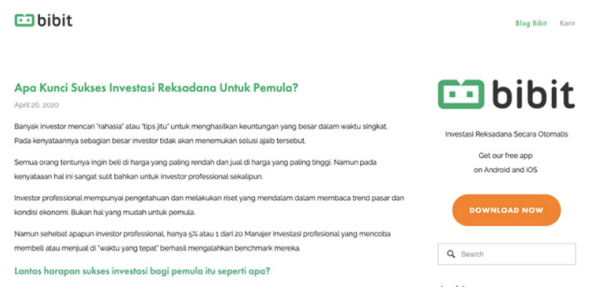 bibit
Blog Bibit Karir
Apa Kunci Sukses Investasi Reksadana Untuk Pemula?
April 26, 2020
Banyak investor mencari "rahasia" atau "tips jitu" untuk menghasilkan keuntungan yang besar dalam waktu singkat.
Pada kenyataannya sebagian besar investor tidak akan menemukan solusi ajaib tersebut.
Semua orang tentunya ingin beli di harga yang paling rendah dan jual di harga yang paling tinggi. Namun pada
kenyataaan hal ini sangat sulit bahkan untuk investor professional sekalipun.
Investor professional mempunyai pengetahuan dan melakukan riset yang mendalam dalam membaca trend pasar dan
kondisi ekonomi. Bukan hal yang mudah untuk pemula.
Namun sehebat apapun investor professional, hanya 5% atau 1 dari 20 Manajer Investasi profesional yang mencoba
membeli atau menjual di "waktu yang tepat" berhasil mengalahkan benchmark mereka.
Lantas harapan sukses investasi bagi pemula itu seperti apa?
bibit
Investasi Reksadana Secara Otomatis
Get our free app
on Android and iOS
DOWNLOAD NOW
Search